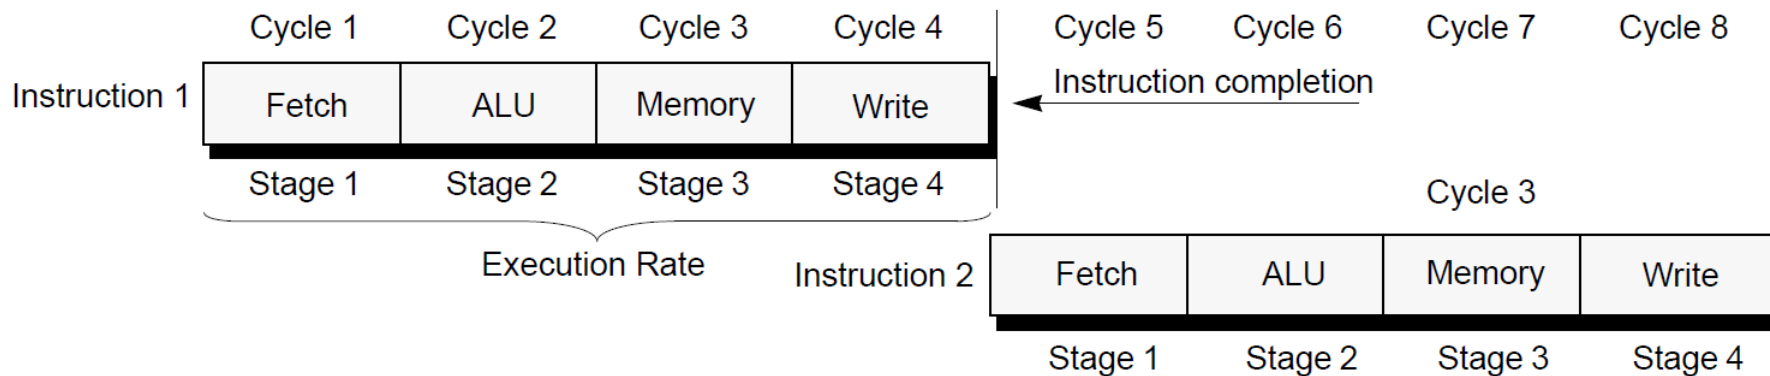 Cycle 1 Cycle 2 Cycle 3 Cycle 4 Cycle 5 Cycle 6 Cycle 7 Cycle 8
Instruction 1 Fetch ALU Memory Write Instruction completion
Stage 1 Stage 2 Stage 3 Stage 4
Cycle 3
Execution Rate
Instruction 2 Fetch ALU Memory Write
Stage 1 Stage 2 Stage 3 Stage 4